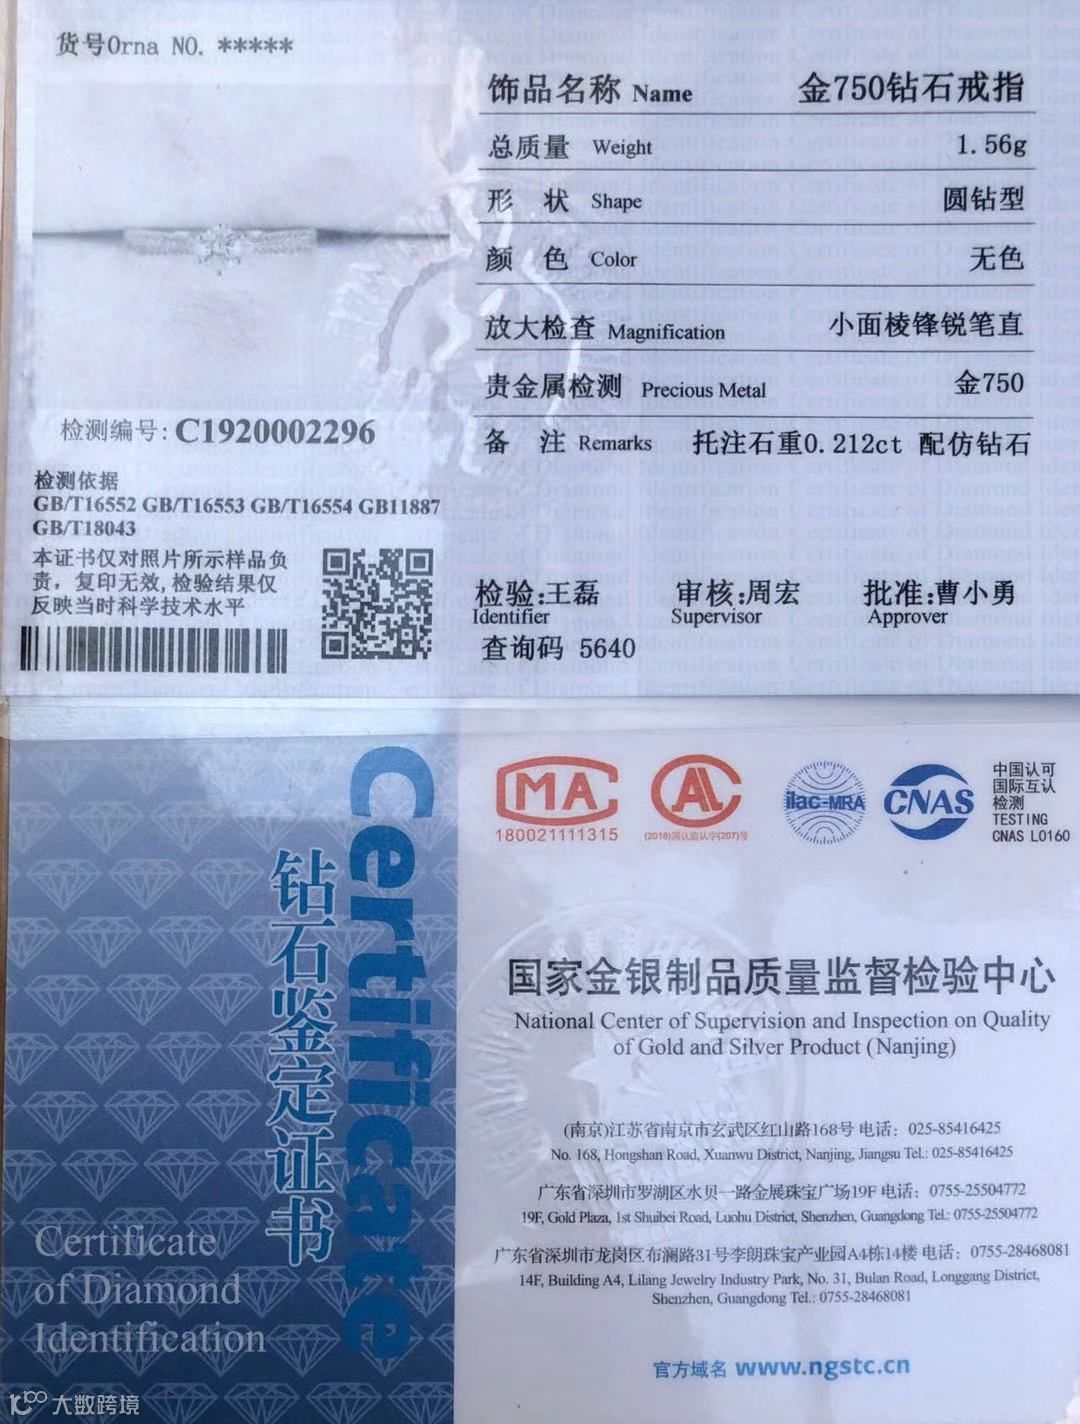 货号Orna NO. *****
饰品名称 Name 金750钻石戒指
总质量 Weight 1.56g
形 状 Shape 圆钻型
颜 色 Color 无色
放大检查 Magnification 小面棱锋锐笔直
贵金属检测 Precious Metal 金750
备 注 Remarks 托注石重0.212ct 配仿钻石
检测编号: C1920002296
检测依据
GB/T16552 GB/T16553 GB/T16554 GB11887
GB/T18043
本证书仅对照片所示样品负
责，复印无效,检验结果仅
反映当时科学技术水平
检验:王磊 审核:周宏 批准:曹小勇
Identifier Supervisor Approver
查询码 5640
Certificate
钻石鉴定证书
Certificate
of Diamond
Identification
MA
180021111315
AL
(2018)国认监认字(207)号
ilac-MRA
CNAS
中国认可
国际互认
检测
TESTING
CNAS L0160
国家金银制品质量监督检验中心
National Center of Supervision and Inspection on Quality
of Gold and Silver Product (Nanjing)
(南京)江苏省南京市玄武区红山路168号 电话：025-85416425
No. 168, Hongshan Road, Xuanwu District, Nanjing, Jiangsu Tel.: 025-85416425
广东省深圳市罗湖区水贝一路金展珠宝广场19F 电话：0755-25504772
19F, Gold Plaza, 1st Shuibei Road, Luohu District, Shenzhen, Guangdong Tel.: 0755-25504772
广东省深圳市龙岗区布澜路31号李朗珠宝产业园A4栋14楼 电话：0755-28468081
14F, Building A4, Lilang Jewelry Industry Park, No. 31, Bulan Road, Longgang District,
Shenzhen, Guangdong Tel.: 0755-28468081
官方域名 www.ngstc.cn
大数跨境